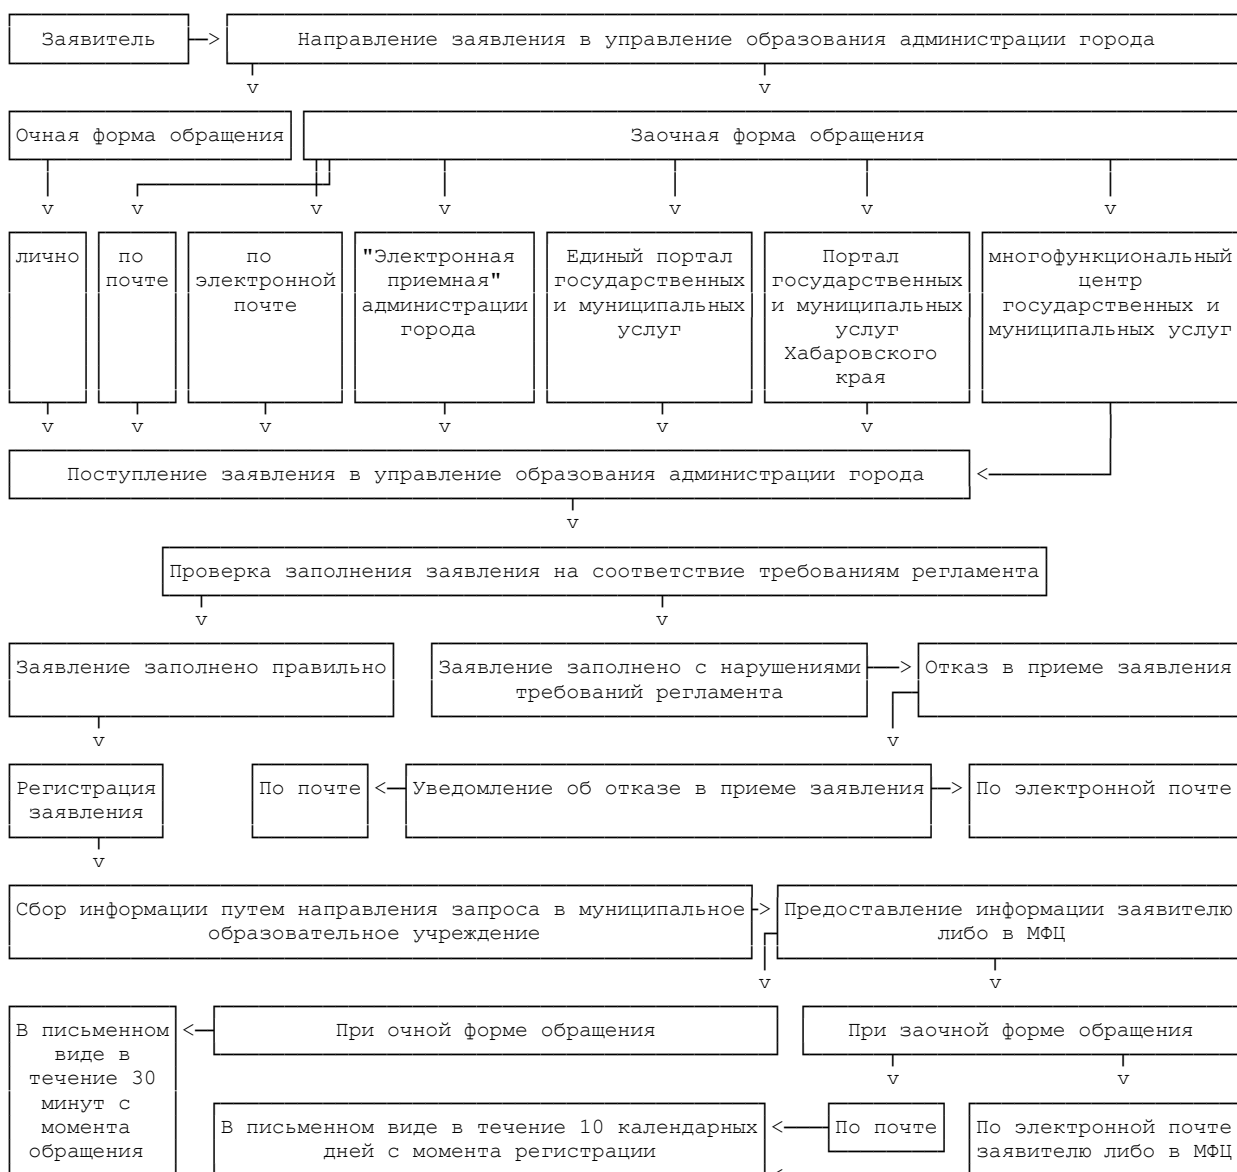 Заявитель
Направление заявления в управление образования администрации города
Очная форма обращения
Заочная форма обращения
лично
по
почте
по
электронной
почте
"Электронная
приемная"
администрации
города
Единый портал
государственных
и муниципальных
услуг
Портал
государственных
и муниципальных
услуг
Хабаровского
края
многофункциональный
центр
государственных и
муниципальных услуг
Поступление заявления в управление образования администрации города
Проверка заполнения заявления на соответствие требованиям регламента
Заявление заполнено правильно
Заявление заполнено с нарушениями
требований регламента
Отказ в приеме заявления
Регистрация
заявления
По почте
Уведомление об отказе в приеме заявления
По электронной почте
Сбор информации путем направления запроса в муниципальное
образовательное учреждение
Предоставление информации заявителю
либо в МФЦ
В письменном
виде в
течение 30
минут с
момента
обращения
При очной форме обращения
При заочной форме обращения
В письменном виде в течение 10 календарных
дней с момента регистрации
По почте
По электронной почте
заявителю либо в МФЦ